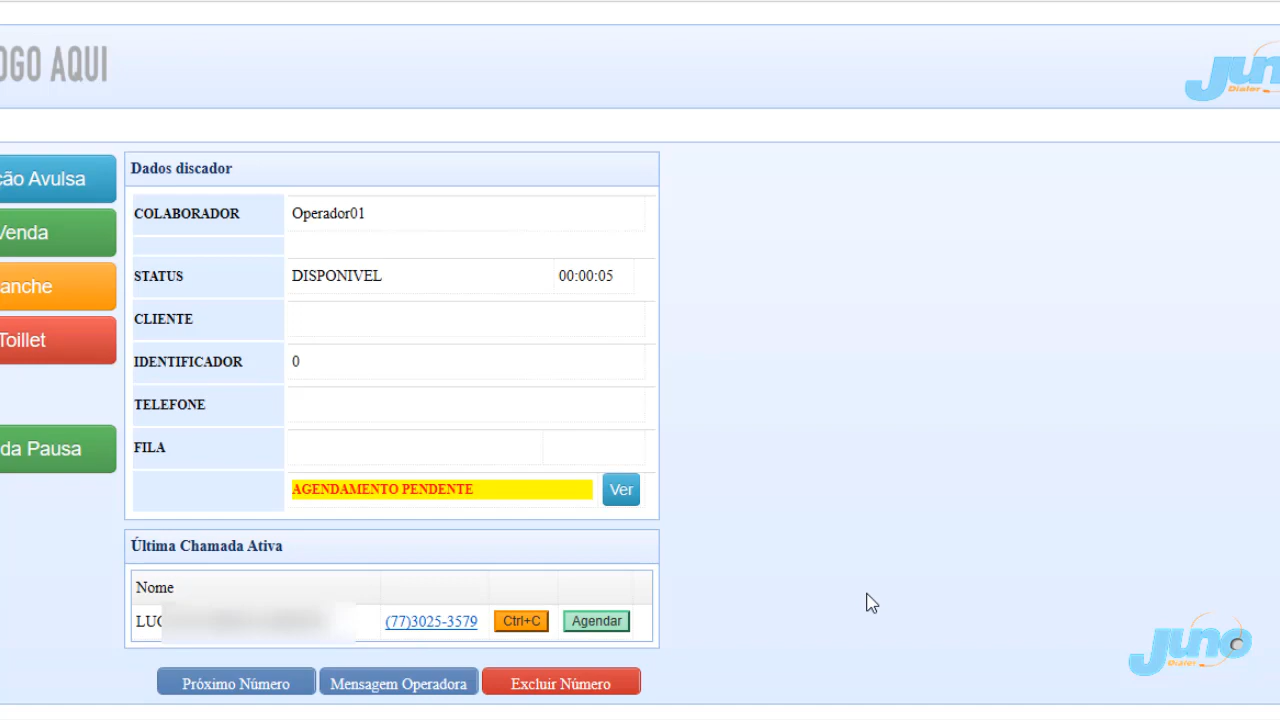 OGO AQUI
Juno
Dialer
ção Avulsa
Venda
anche
Toillet
da Pausa
Dados discador
COLABORADOR Operador01
STATUS DISPONIVEL 00:00:05
CLIENTE
IDENTIFICADOR 0
TELEFONE
FILA
AGENDAMENTO PENDENTE Ver
Última Chamada Ativa
Nome
LUC (77)3025-3579 Ctrl+C Agendar
Próximo Número Mensagem Operadora Excluir Número
Juno
Dialer